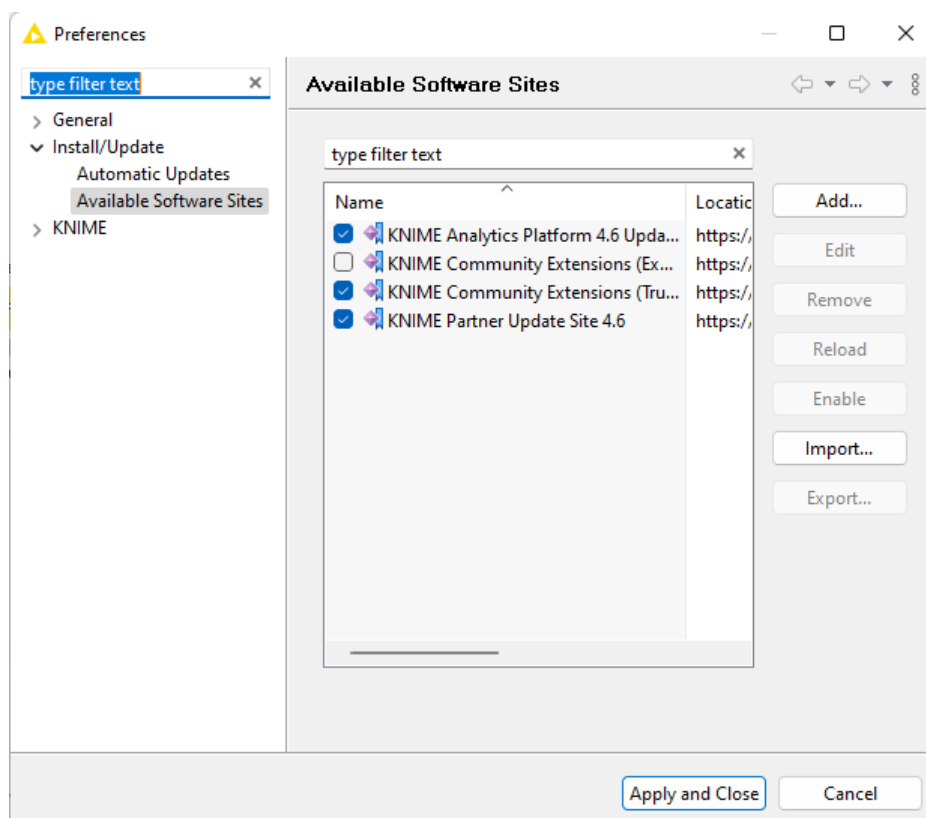 Preferences
type filter text
General
Install/Update
Automatic Updates
Available Software Sites
KNIME
Available Software Sites
type filter text
Name Locatic
KNIME Analytics Platform 4.6 Upda... https:/
KNIME Community Extensions (Ex... https:/
KNIME Community Extensions (Tru... https:/
KNIME Partner Update Site 4.6 https:/
Add...
Edit
Remove
Reload
Enable
Import...
Export...
Apply and Close
Cancel